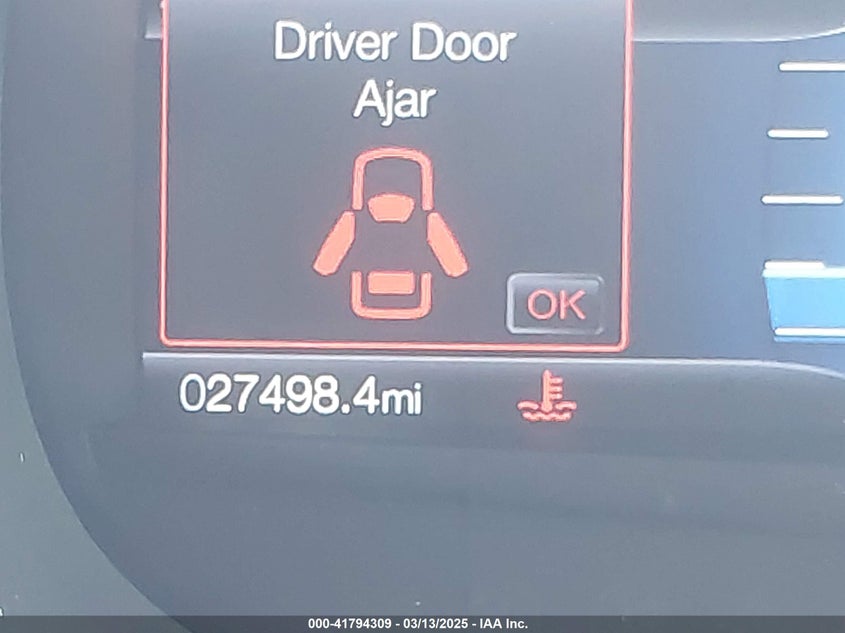 Driver Door
Ajar
OK
027498.4mi
000-41794309 - 03/13/2025 - IAA Inc.